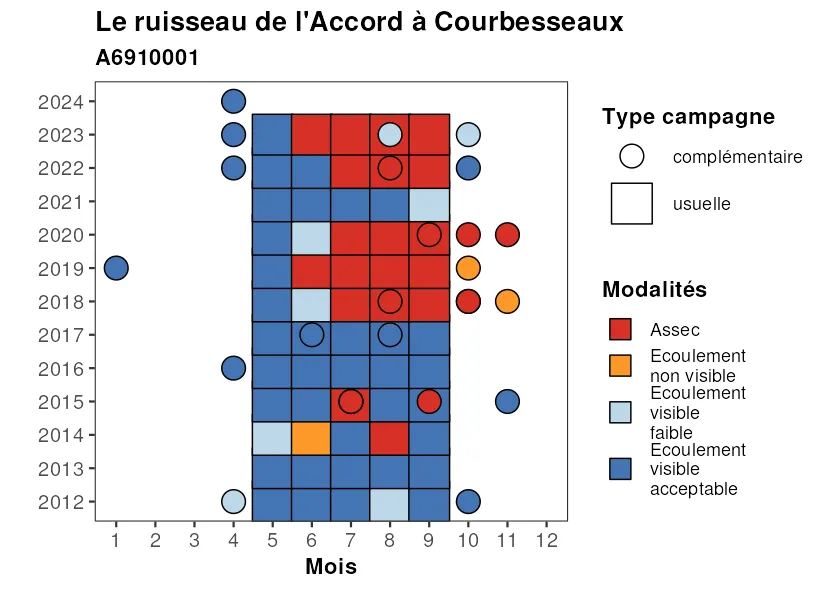 Le ruisseau de l'Accord à Courbesseaux
A6910001
2024
2023
2022
2021
2020
2019
2018
2017
2016
2015
2014
2013
2012
1 2 3 4 5 6 7 8 9 10 11 12
Mois
Type campagne
complémentaire
usuelle
Modalités
Assec
Ecoulement
non visible
Ecoulement
visible
faible
Ecoulement
visible
acceptable